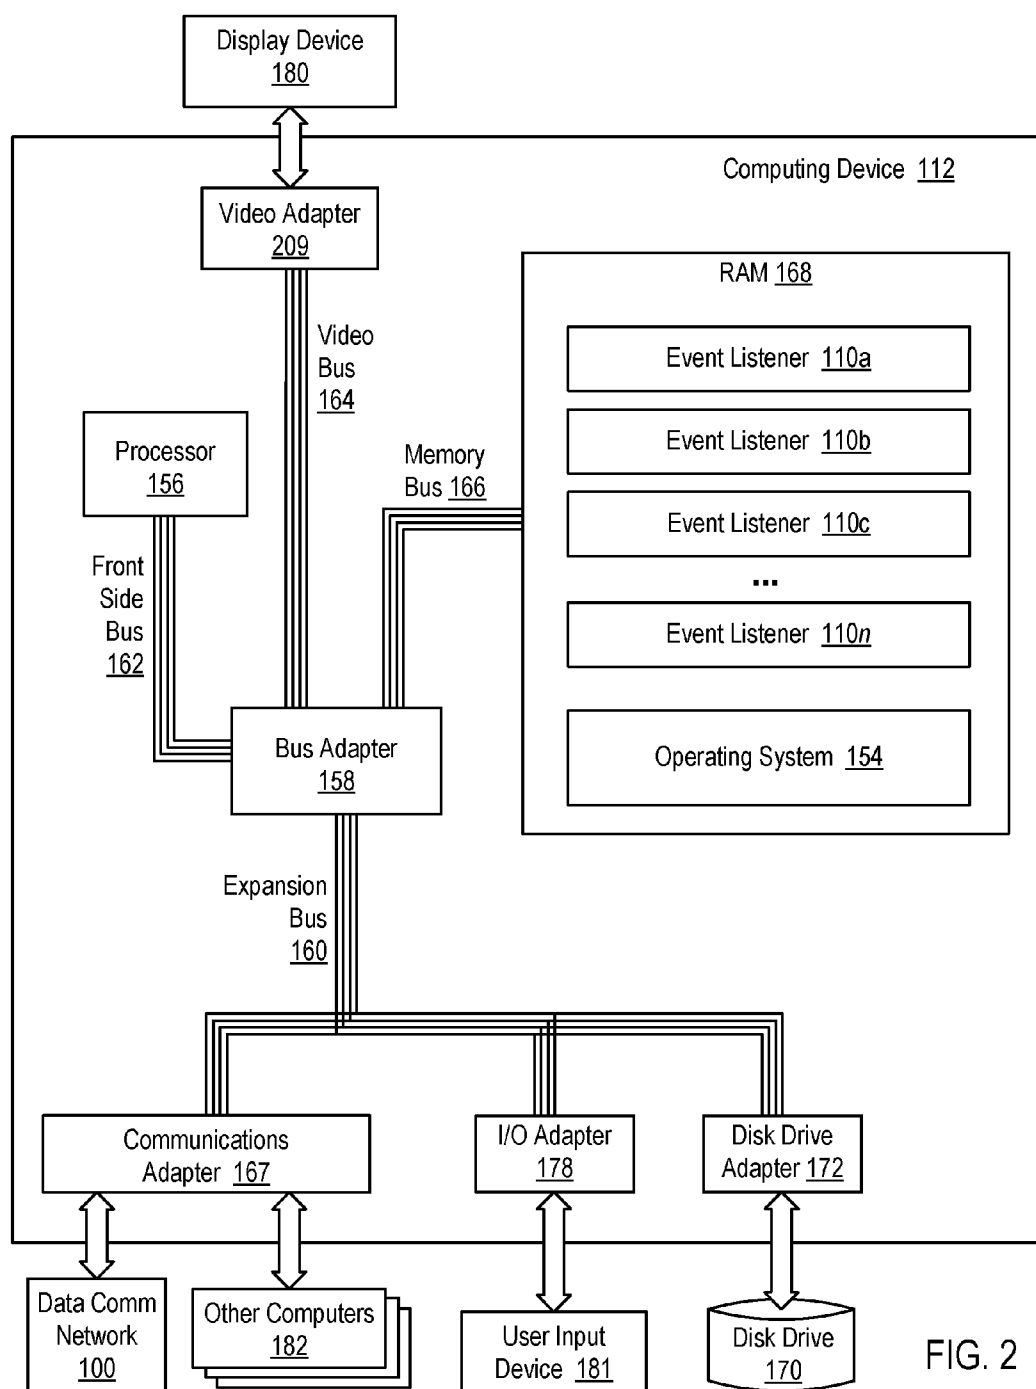 Display Device
180
Computing Device 112
Video Adapter
209
RAM 168
Video
Bus
164
Event Listener 110a
Event Listener 110b
Event Listener 110c
...
Event Listener 110n
Operating System 154
Processor
156
Memory
Bus 166
Front
Side
Bus
162
Bus Adapter
158
Expansion
Bus
160
Communications
Adapter 167
I/O Adapter
178
Disk Drive
Adapter 172
Data Comm
Network
100
Other Computers
182
User Input
Device 181
Disk Drive
170
FIG. 2